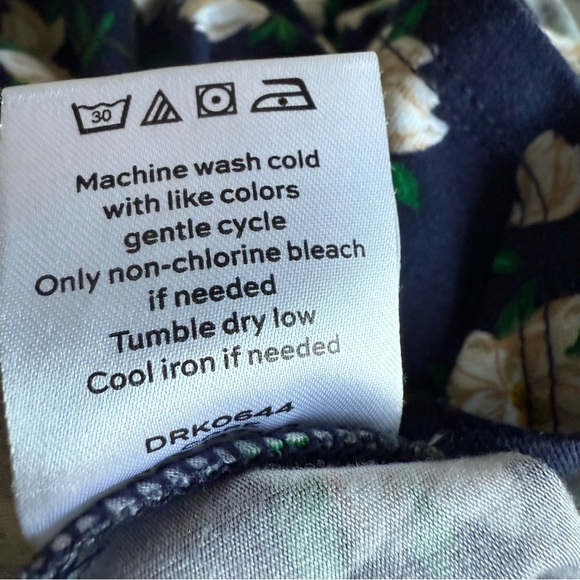 30
Machine wash cold
with like colors
gentle cycle
Only non-chlorine bleach
if needed
Tumble dry low
Cool iron if needed
DRK0644